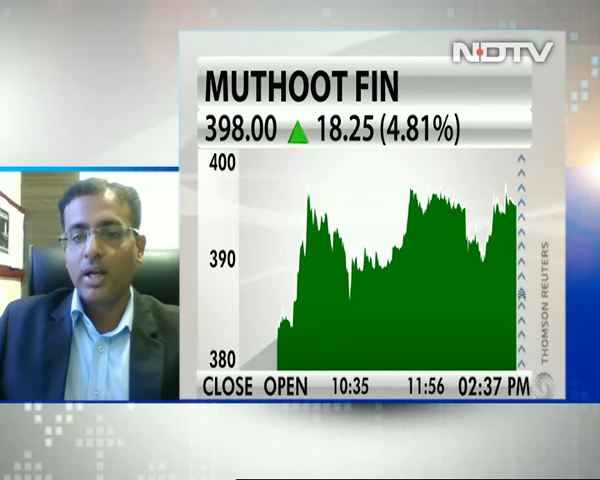 NDTV
MUTHOOT FIN
398.00 ▲ 18.25 (4.81%)
400
390
380
CLOSE OPEN 10:35 11:56 02:37 PM
THOMSON REUTERS